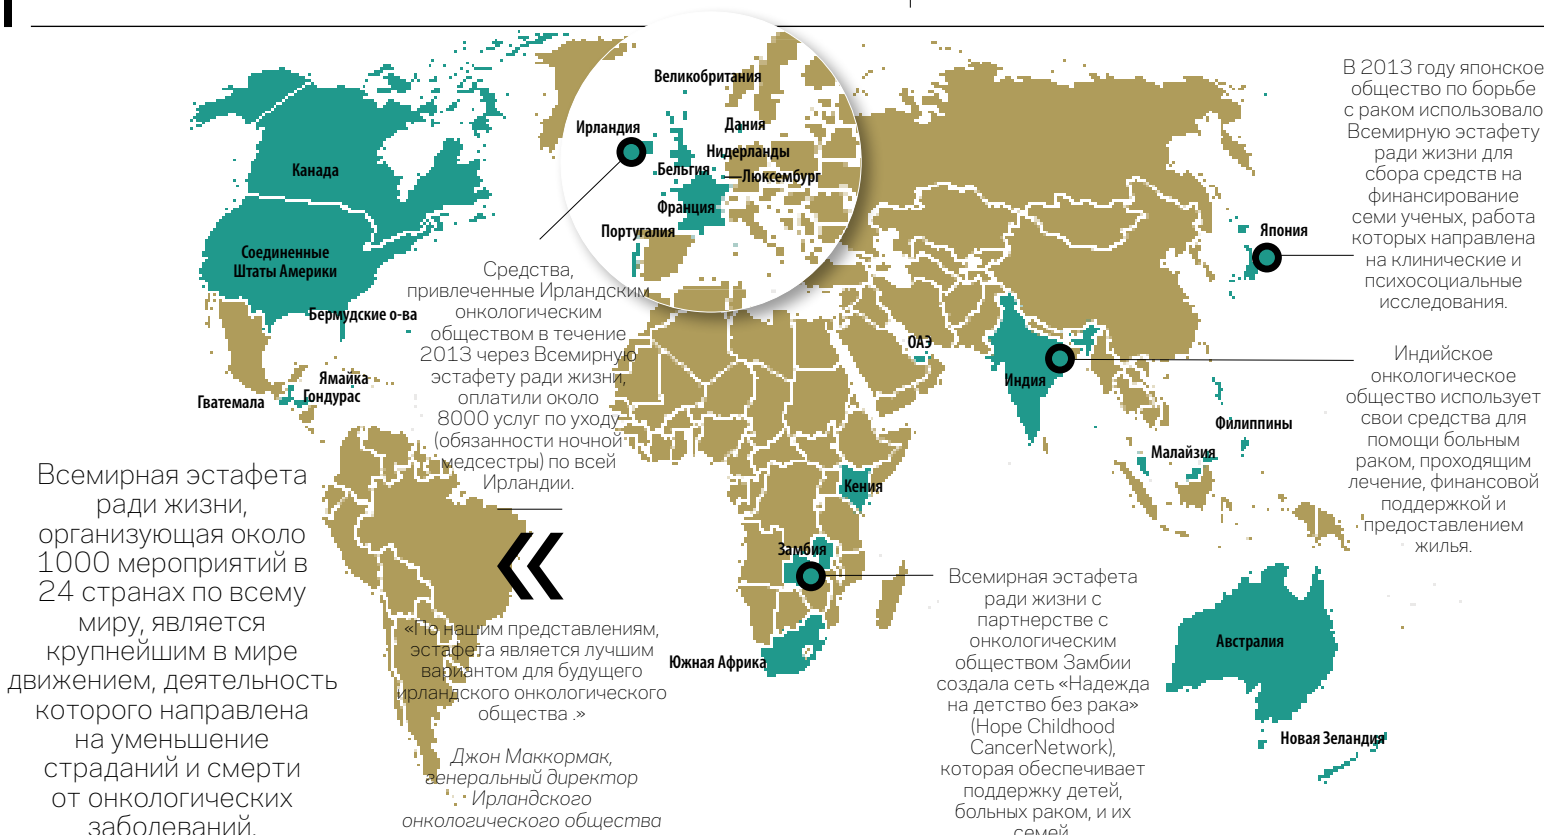 Великобритания
Ирландия
Дания
Нидерланды
Бельгия
Люксембург
Франция
Португалия
Канада
Соединенные
Штаты Америки
Бермудские о-ва
Ямайка
Гондурас
Гватемала
ОАЭ
Индия
Япония
Филиппины
Малайзия
Кения
Замбия
Южная Африка
Австралия
Новая Зеландия
Всемирная эстафета
ради жизни,
организующая около
1000 мероприятий в
24 странах по всему
миру, является
крупнейшим в мире
движением, деятельность
которого направлена
на уменьшение
страданий и смерти
от онкологических
заболеваний.
Средства,
привлеченные Ирландским
онкологическим
обществом в течение
2013 через Всемирную
эстафету ради жизни,
оплатили около
8000 услуг по уходу
(обязанности ночной
медсестры) по всей
Ирландии.
«
«По нашим представлениям,
эстафета является лучшим
вариантом для будущего
ирландского онкологического
общества .»
Джон Маккормак,
генеральный директор
Ирландского
онкологического общества
Всемирная эстафета
ради жизни с
партнерстве с
онкологическим
обществом Замбии
создала сеть «Надежда
на детство без рака»
(Hope Childhood
CancerNetwork),
которая обеспечивает
поддержку детей,
больных раком, и их
семей
В 2013 году японское
общество по борьбе
с раком использовало
Всемирную эстафету
ради жизни для
сбора средств на
финансирование
семи ученых, работа
которых направлена
на клинические и
психосоциальные
исследования.
Индийское
онкологическое
общество использует
свои средства для
помощи больным
раком, проходящим
лечение, финансовой
поддержкой и
предоставлением
жилья.